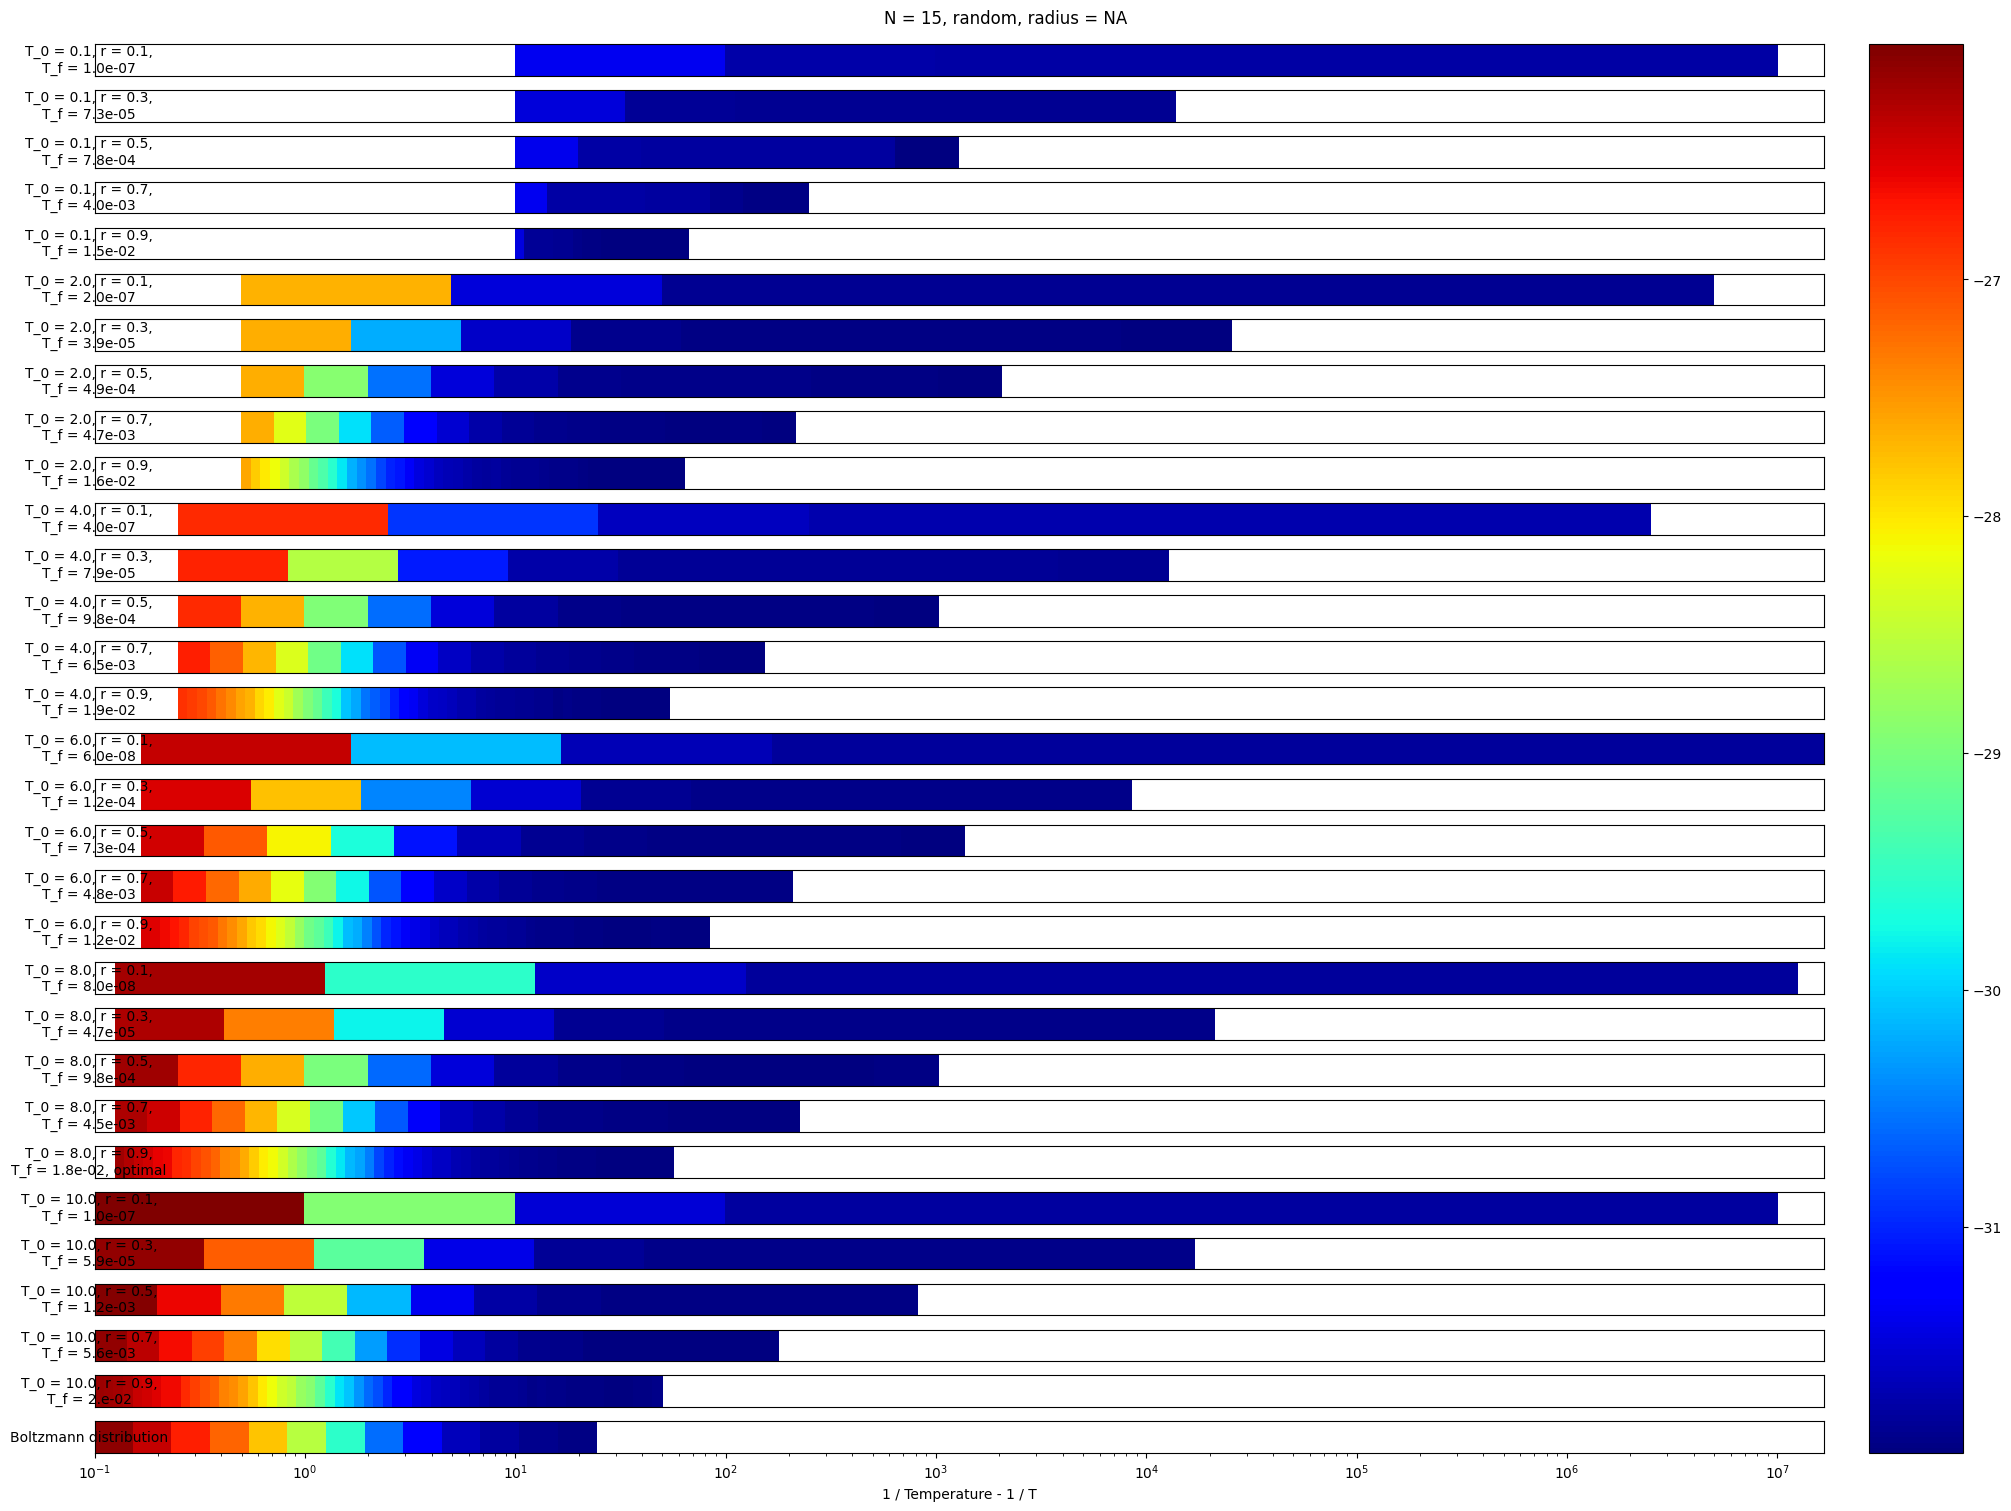 N = 15, random, radius = NA
T_0 = 0.1, r = 0.1,
T_f = 1.0e-07
T_0 = 0.1, r = 0.3,
T_f = 7.3e-05
T_0 = 0.1, r = 0.5,
T_f = 7.8e-04
T_0 = 0.1, r = 0.7,
T_f = 4.0e-03
T_0 = 0.1, r = 0.9,
T_f = 1.5e-02
T_0 = 2.0, r = 0.1,
T_f = 2.0e-07
T_0 = 2.0, r = 0.3,
T_f = 3.9e-05
T_0 = 2.0, r = 0.5,
T_f = 4.9e-04
T_0 = 2.0, r = 0.7,
T_f = 4.7e-03
T_0 = 2.0, r = 0.9,
T_f = 1.6e-02
T_0 = 4.0, r = 0.1,
T_f = 4.0e-07
T_0 = 4.0, r = 0.3,
T_f = 7.9e-05
T_0 = 4.0, r = 0.5,
T_f = 9.8e-04
T_0 = 4.0, r = 0.7,
T_f = 6.5e-03
T_0 = 4.0, r = 0.9,
T_f = 1.9e-02
T_0 = 6.0, r = 0.1,
T_f = 6.0e-08
T_0 = 6.0, r = 0.3,
T_f = 1.2e-04
T_0 = 6.0, r = 0.5,
T_f = 7.3e-04
T_0 = 6.0, r = 0.7,
T_f = 4.8e-03
T_0 = 6.0, r = 0.9,
T_f = 1.2e-02
T_0 = 8.0, r = 0.1,
T_f = 8.0e-08
T_0 = 8.0, r = 0.3,
T_f = 4.7e-05
T_0 = 8.0, r = 0.5,
T_f = 9.8e-04
T_0 = 8.0, r = 0.7,
T_f = 4.5e-03
T_0 = 8.0, r = 0.9,
T_f = 1.8e-02, optimal
T_0 = 10.0, r = 0.1,
T_f = 1.0e-07
T_0 = 10.0, r = 0.3,
T_f = 5.9e-05
T_0 = 10.0, r = 0.5,
T_f = 1.2e-03
T_0 = 10.0, r = 0.7,
T_f = 5.6e-03
T_0 = 10.0, r = 0.9,
T_f = 2.e-02
Boltzmann distribution
10⁻¹ 10⁰ 10¹ 10² 10³ 10⁴ 10⁵ 10⁶ 10⁷
1 / Temperature - 1 / T
−27
−28
−29
−30
−31